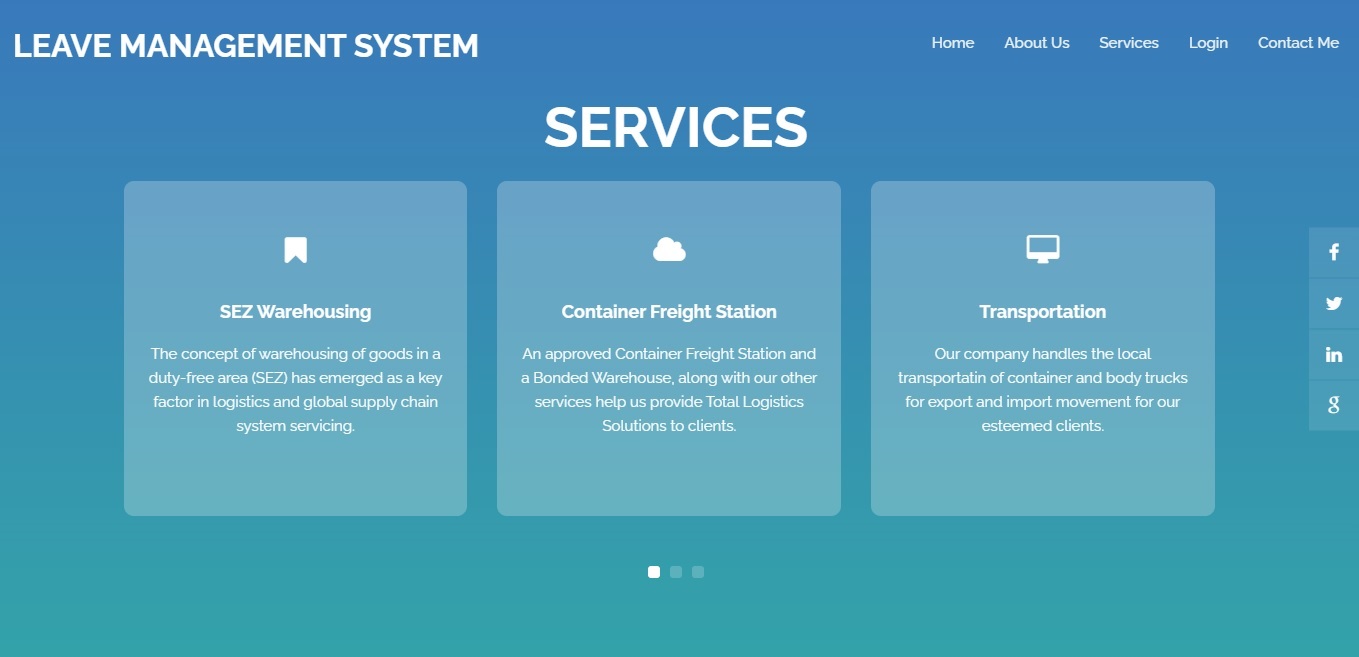 LEAVE MANAGEMENT SYSTEM
Home
About Us
Services
Login
Contact Me
SERVICES
SEZ Warehousing
The concept of warehousing of goods in a
duty-free area (SEZ) has emerged as a key
factor in logistics and global supply chain
system servicing.
Container Freight Station
An approved Container Freight Station and
a Bonded Warehouse, along with our other
services help us provide Total Logistics
Solutions to clients.
Transportation
Our company handles the local
transportatin of container and body trucks
for export and import movement for our
esteemed clients.